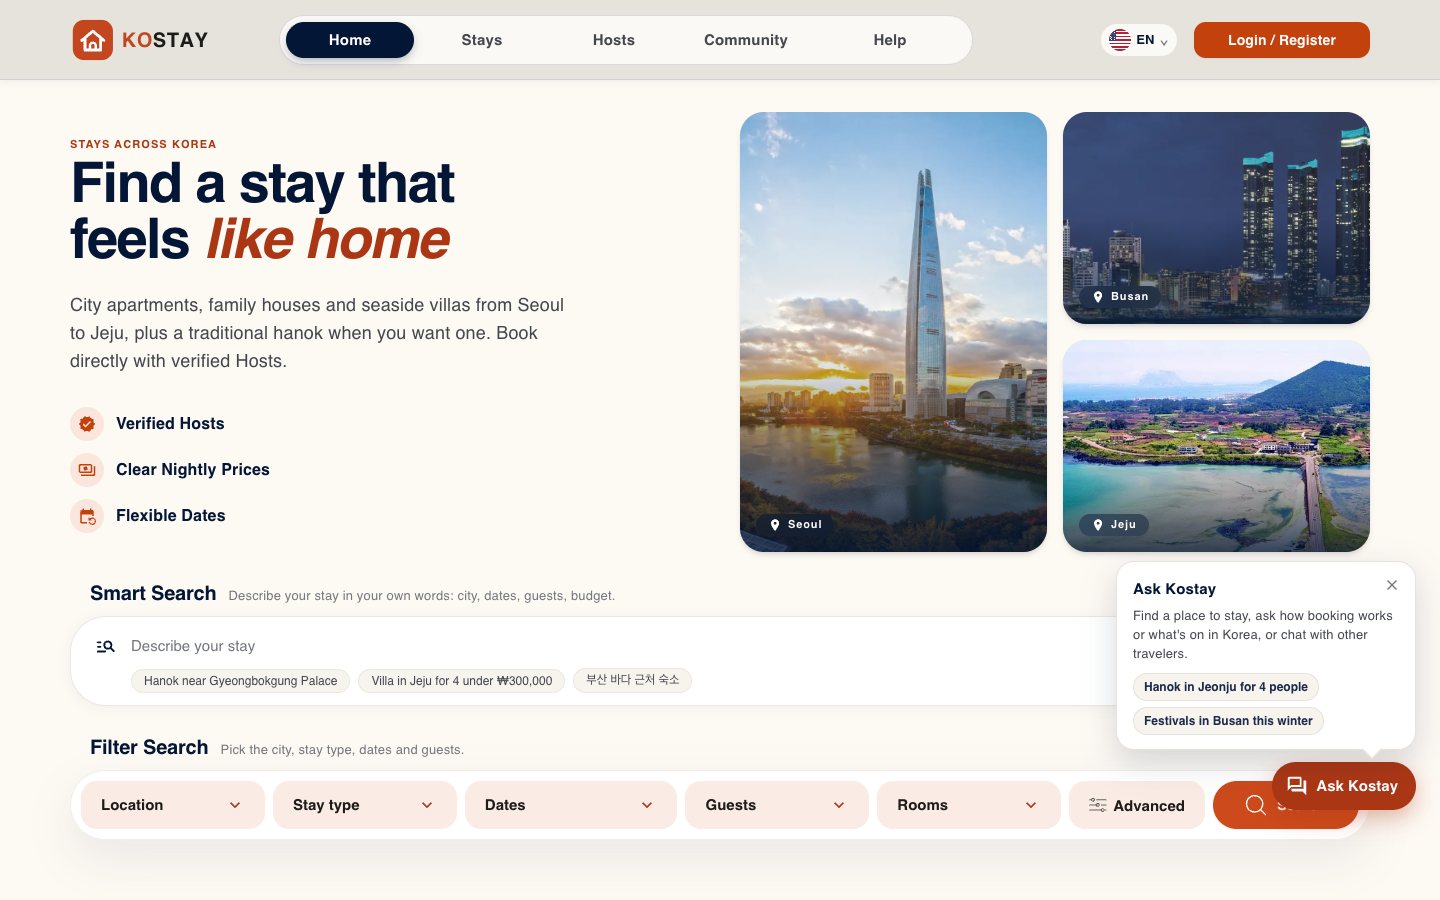 KOSTAY
Home
Stays
Hosts
Community
Help
EN
Login / Register
STAYS ACROSS KOREA
Find a stay that
feels like home
City apartments, family houses and seaside villas from Seoul
to Jeju, plus a traditional hanok when you want one. Book
directly with verified Hosts.
Verified Hosts
Clear Nightly Prices
Flexible Dates
Seoul
Busan
Jeju
Smart Search
Describe your stay in your own words: city, dates, guests, budget.
Describe your stay
Hanok near Gyeongbokgung Palace
Villa in Jeju for 4 under ₩300,000
부산 바다 근처 숙소
Filter Search
Pick the city, stay type, dates and guests.
Location
Stay type
Dates
Guests
Rooms
Advanced
Ask Kostay
Find a place to stay, ask how booking works
or what's on in Korea, or chat with other
travelers.
Hanok in Jeonju for 4 people
Festivals in Busan this winter
Ask Kostay